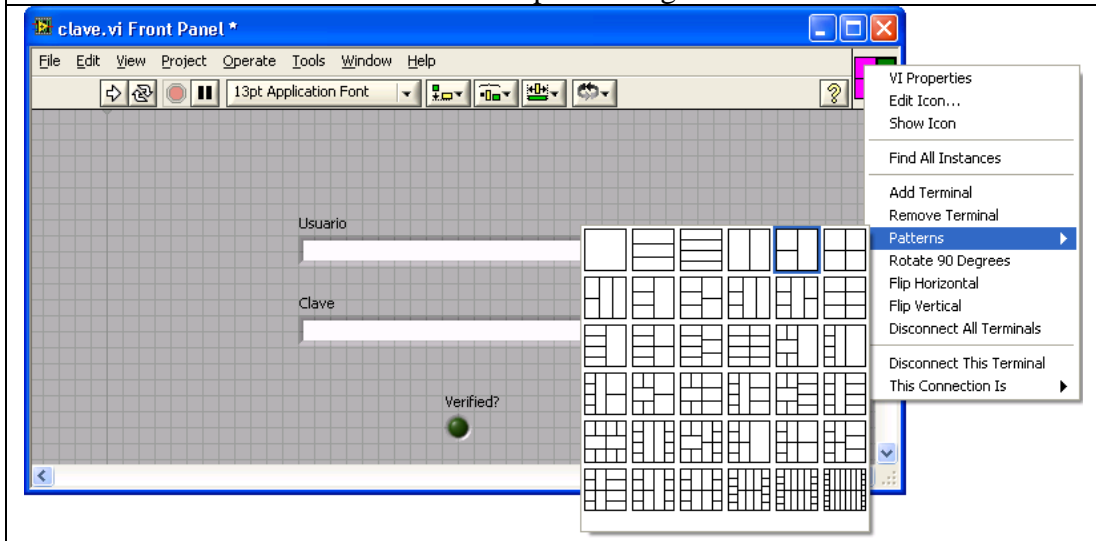 clave.vi Front Panel *
File Edit View Project Operate Tools Window Help
13pt Application Font
?
Usuario
Clave
Verified?
VI Properties
Edit Icon...
Show Icon
Find All Instances
Add Terminal
Remove Terminal
Patterns
Rotate 90 Degrees
Flip Horizontal
Flip Vertical
Disconnect All Terminals
Disconnect This Terminal
This Connection Is